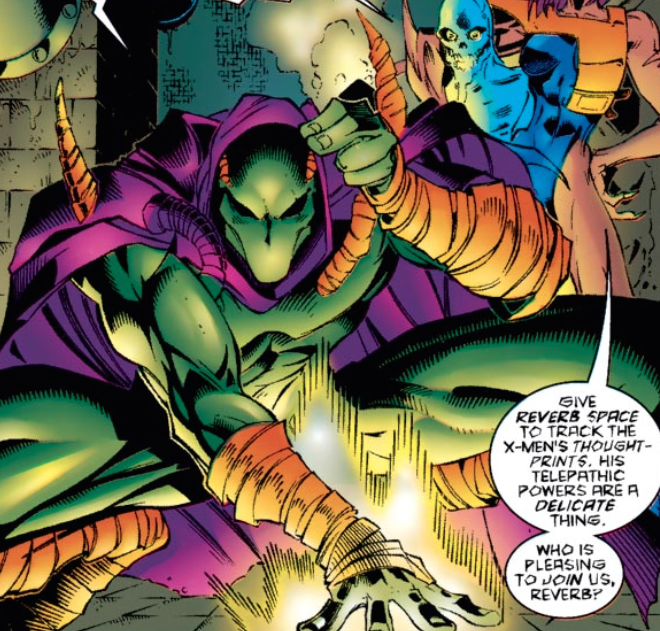 GIVE
REVERB SPACE
TO TRACK THE
X-MEN'S THOUGHT-
PRINTS. HIS
TELEPATHIC
POWERS ARE A
DELICATE
THING.
WHO IS
PLEASING
TO JOIN US,
REVERB?